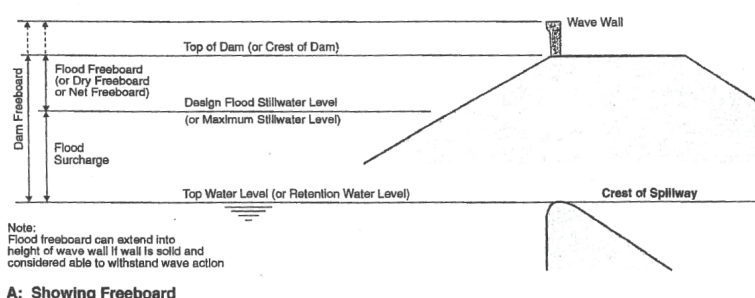 Wave Wall
Top of Dam (or Crest of Dam)
Dam Freeboard
Flood Freeboard
(or Dry Freeboard
or Net Freeboard)
Design Flood Stillwater Level
(or Maximum Stillwater Level)
Flood
Surcharge
Top Water Level (or Retention Water Level)
Crest of Spillway
Note:
Flood freeboard can extend into
height of wave wall if wall is solid and
considered able to withstand wave action
A: Showing Freeboard